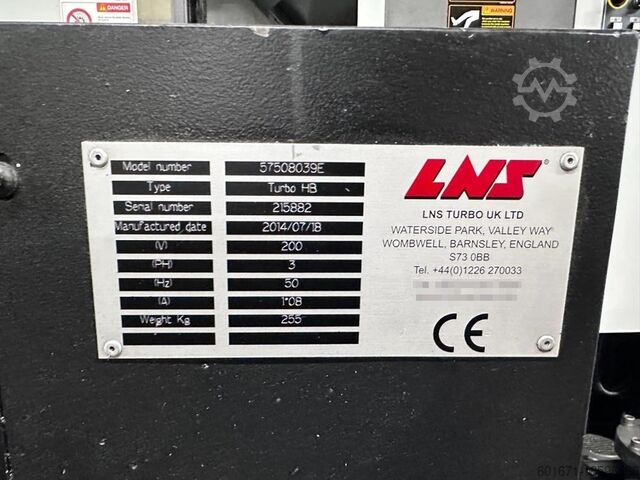 DANGER
Model number 57508039E
Type Turbo HB
Serial number 215882
Manufactured date 2014/07/18
(V) 200
(PH) 3
(Hz) 50
(A) 1·08
Weight Kg 255
LNS®
LNS TURBO UK LTD
WATERSIDE PARK, VALLEY WAY
WOMBWELL, BARNSLEY, ENGLAND
S73 0BB
Tel. +44(0)1226 270033
CE